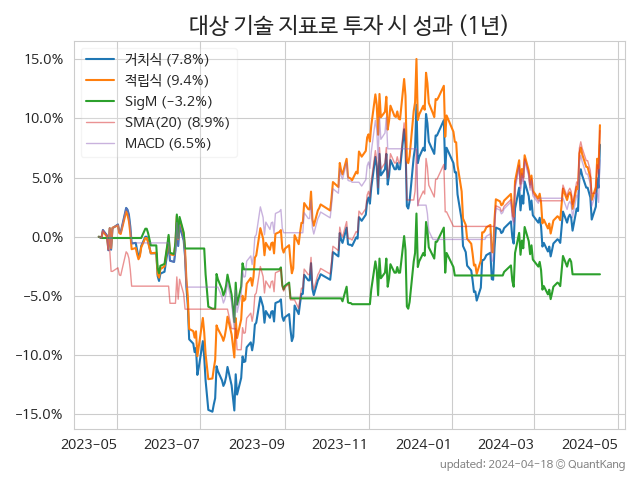 대상 기술 지표로 투자 시 성과 (1년)
거치식 (7.8%)
적립식 (9.4%)
SigM (−3.2%)
SMA(20) (8.9%)
MACD (6.5%)
15.0%
10.0%
5.0%
0.0%
−5.0%
−10.0%
−15.0%
2023-05 2023-07 2023-09 2023-11 2024-01 2024-03 2024-05
updated: 2024-04-18 © QuantKang